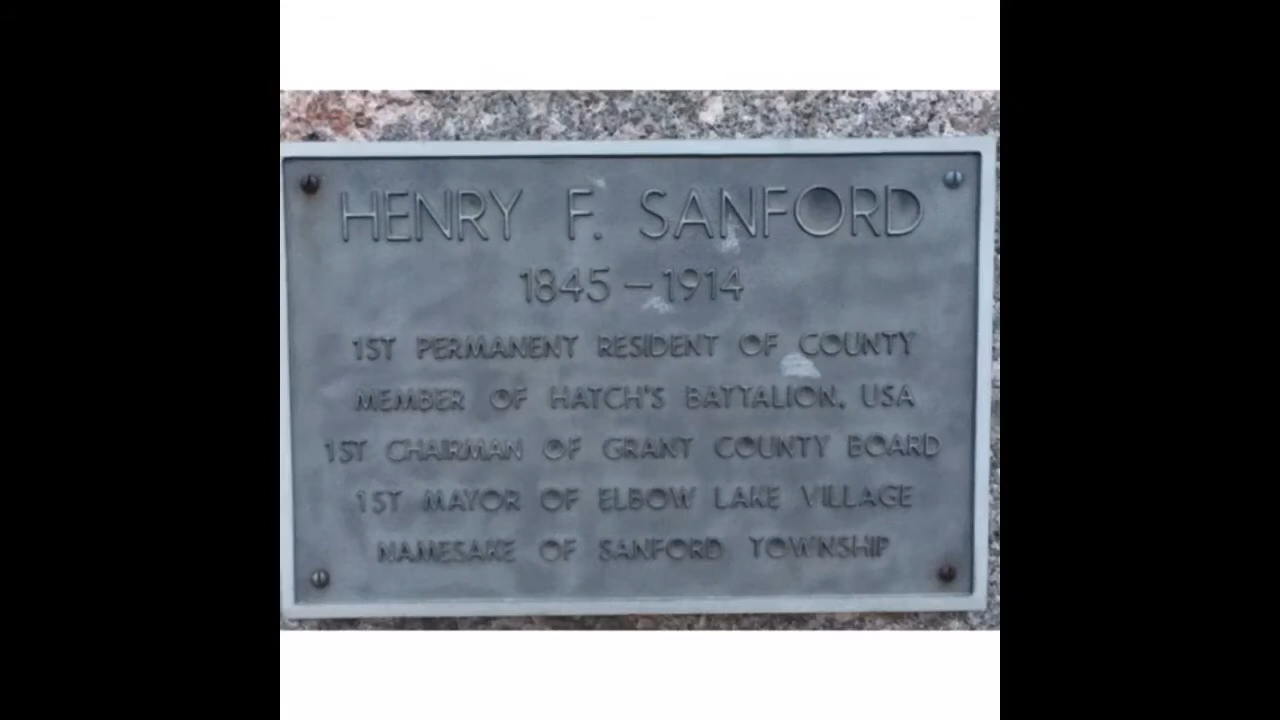 HENRY F. SANFORD
1845 – 1914
1ST PERMANENT RESIDENT OF COUNTY
MEMBER OF HATCH'S BATTALION, USA
1ST CHAIRMAN OF GRANT COUNTY BOARD
1ST MAYOR OF ELBOW LAKE VILLAGE
NAMESAKE OF SANFORD TOWNSHIP